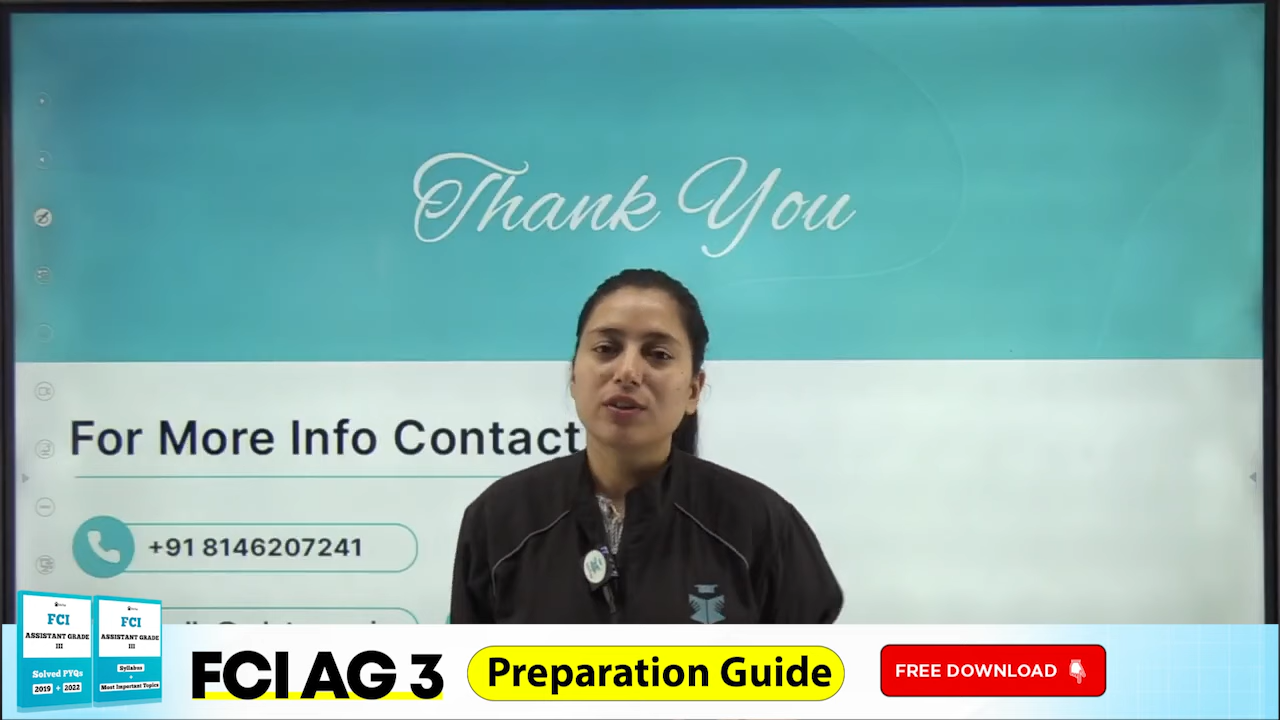 Thank You
For More Info Contact
+91 8146207241
FCI
ASSISTANT GRADE
III
Solved PYQs
2019 + 2022
FCI
ASSISTANT GRADE
III
Syllabus
+
Most Important Topics
FCI AG 3
Preparation Guide
FREE DOWNLOAD